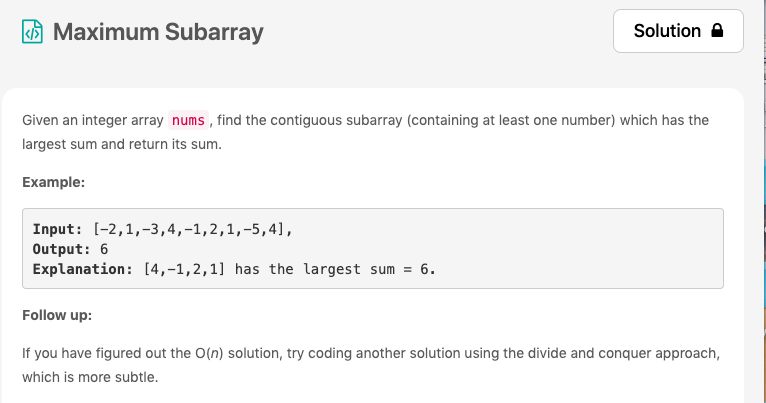 Maximum Subarray
Solution
Given an integer array nums , find the contiguous subarray (containing at least one number) which has the
largest sum and return its sum.
Example:
Input: [-2,1,-3,4,-1,2,1,-5,4],
Output: 6
Explanation: [4,-1,2,1] has the largest sum = 6.
Follow up:
If you have figured out the O(n) solution, try coding another solution using the divide and conquer approach,
which is more subtle.